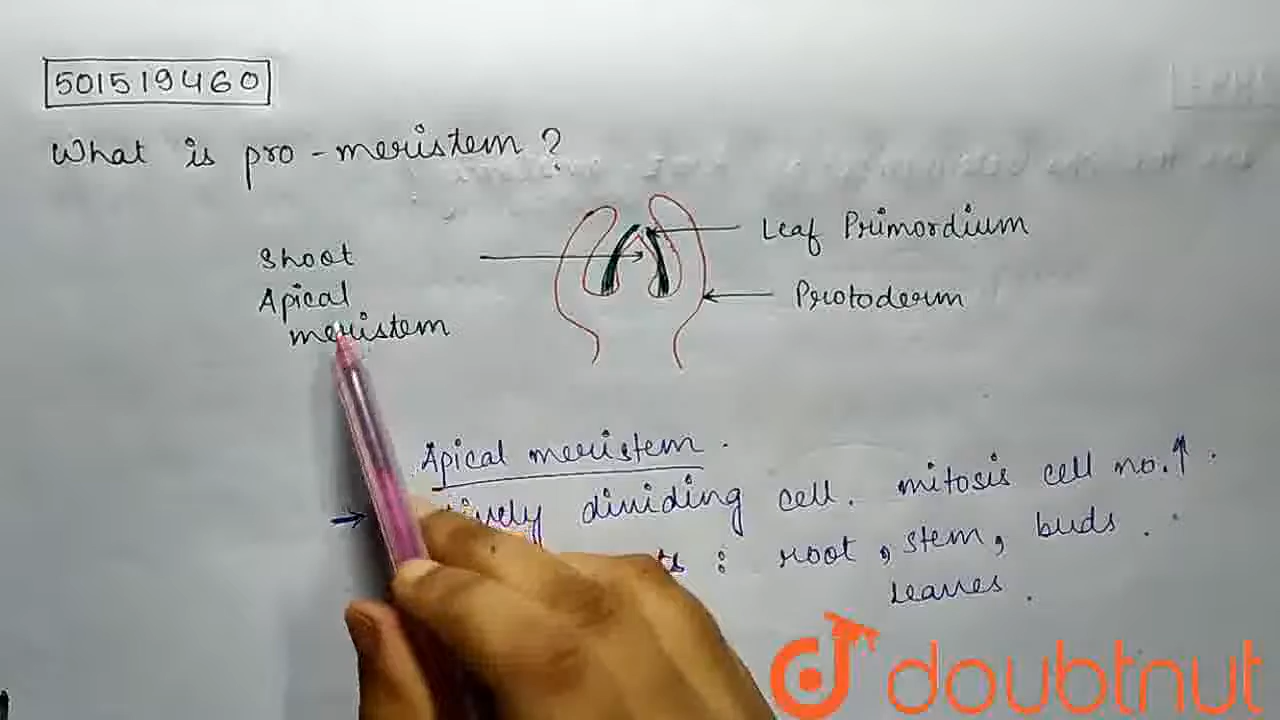 501519460
What is pro-meristem ?
Shoot
Apical
meristem
Leaf Primordium
Protoderm
Apical meristem .
dividing cell. mitosis cell no.↑ .
: root , stem , buds .
leaves .
doubtnut